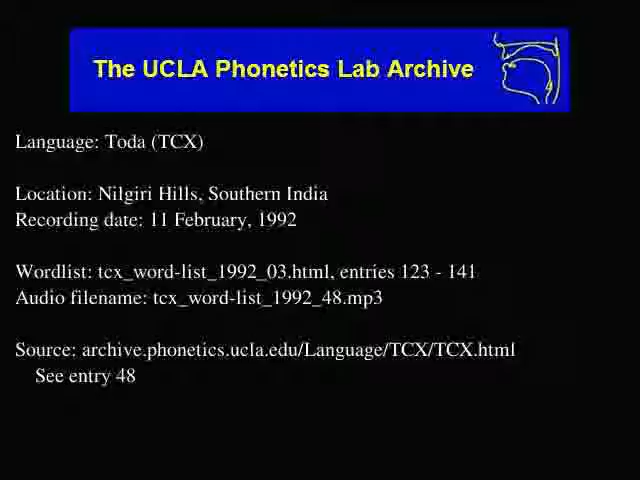 The UCLA Phonetics Lab Archive
Language: Toda (TCX)
Location: Nilgiri Hills, Southern India
Recording date: 11 February, 1992
Wordlist: tcx_word-list_1992_03.html, entries 123 - 141
Audio filename: tcx_word-list_1992_48.mp3
Source: archive.phonetics.ucla.edu/Language/TCX/TCX.html
See entry 48